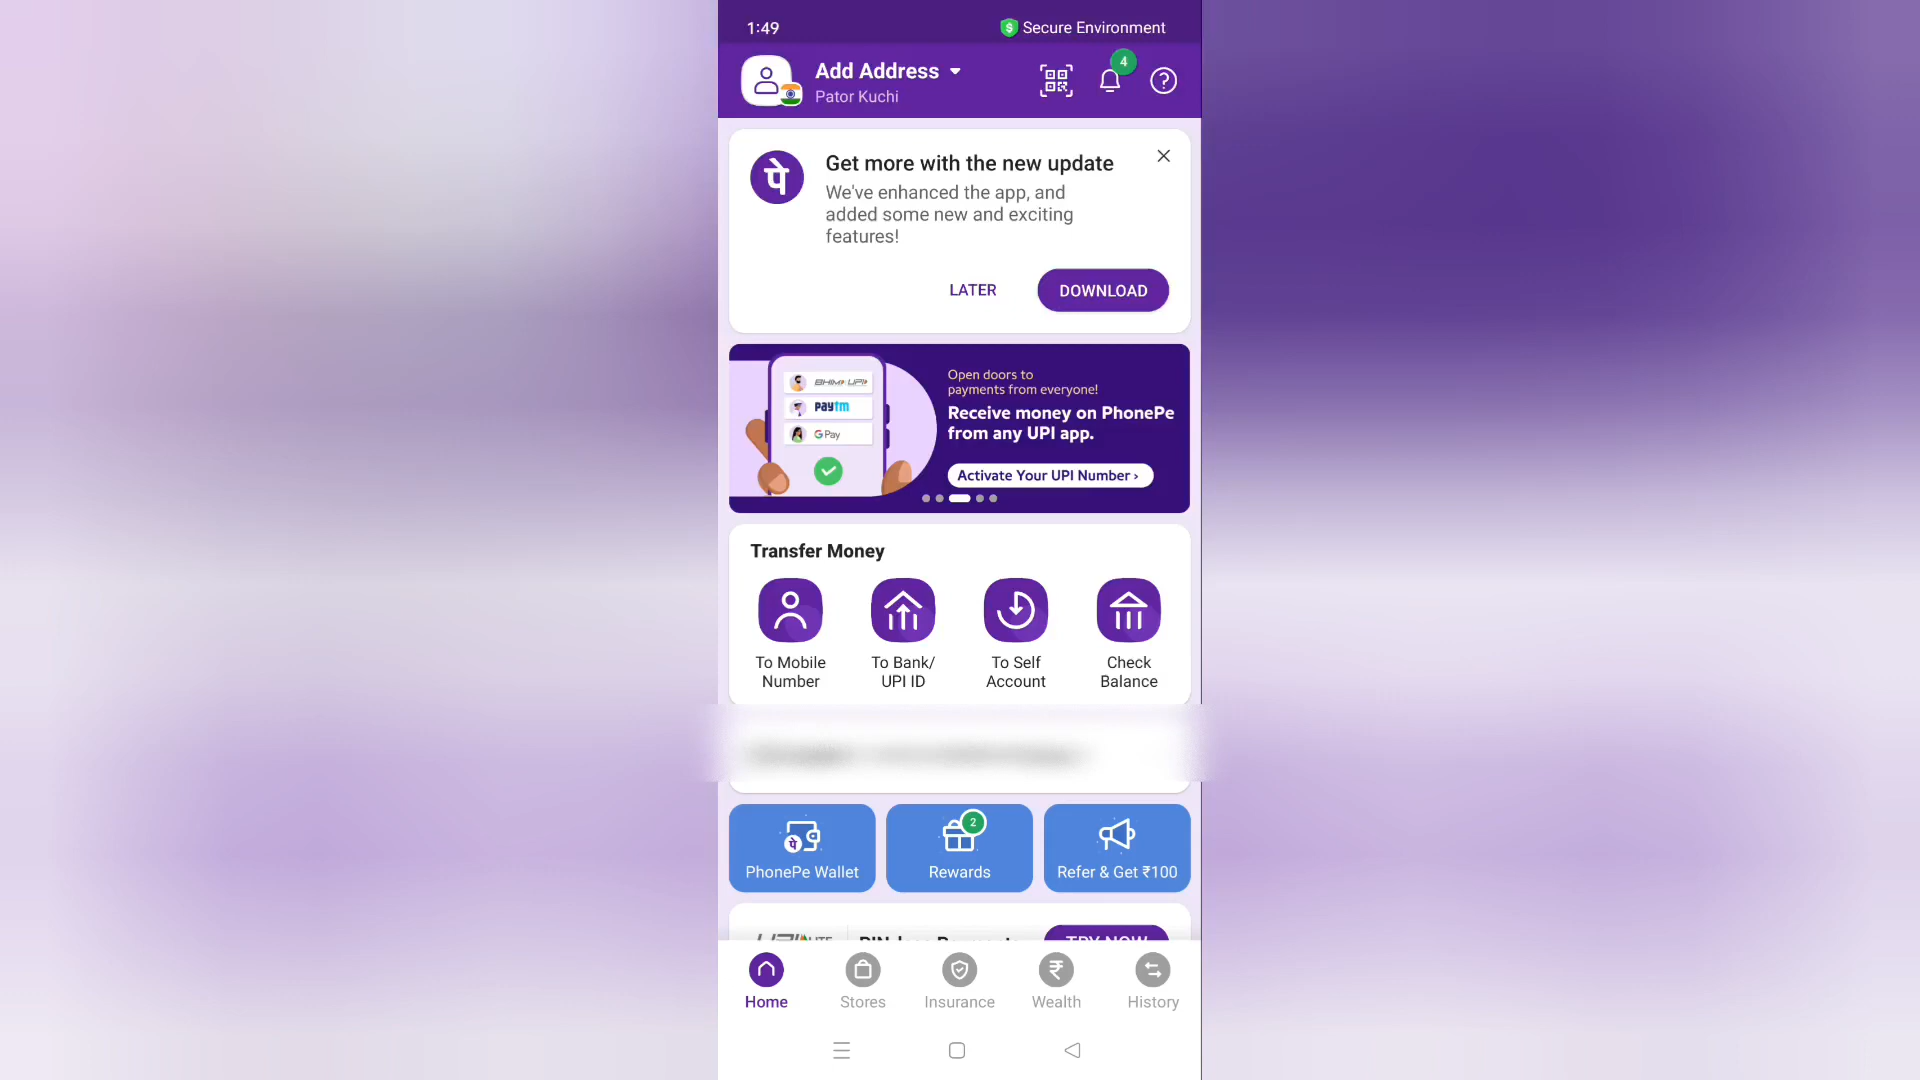 1:49
Secure Environment
Add Address
Pator Kuchi
4
पे
Get more with the new update
We've enhanced the app, and
added some new and exciting
features!
LATER
DOWNLOAD
BHIM UPI
paytm
G Pay
Open doors to
payments from everyone!
Receive money on PhonePe
from any UPI app.
Activate Your UPI Number ›
Transfer Money
To Mobile
Number
To Bank/
UPI ID
To Self
Account
Check
Balance
पे
PhonePe Wallet
2
Rewards
Refer & Get ₹100
Home
Stores
Insurance
₹
Wealth
History